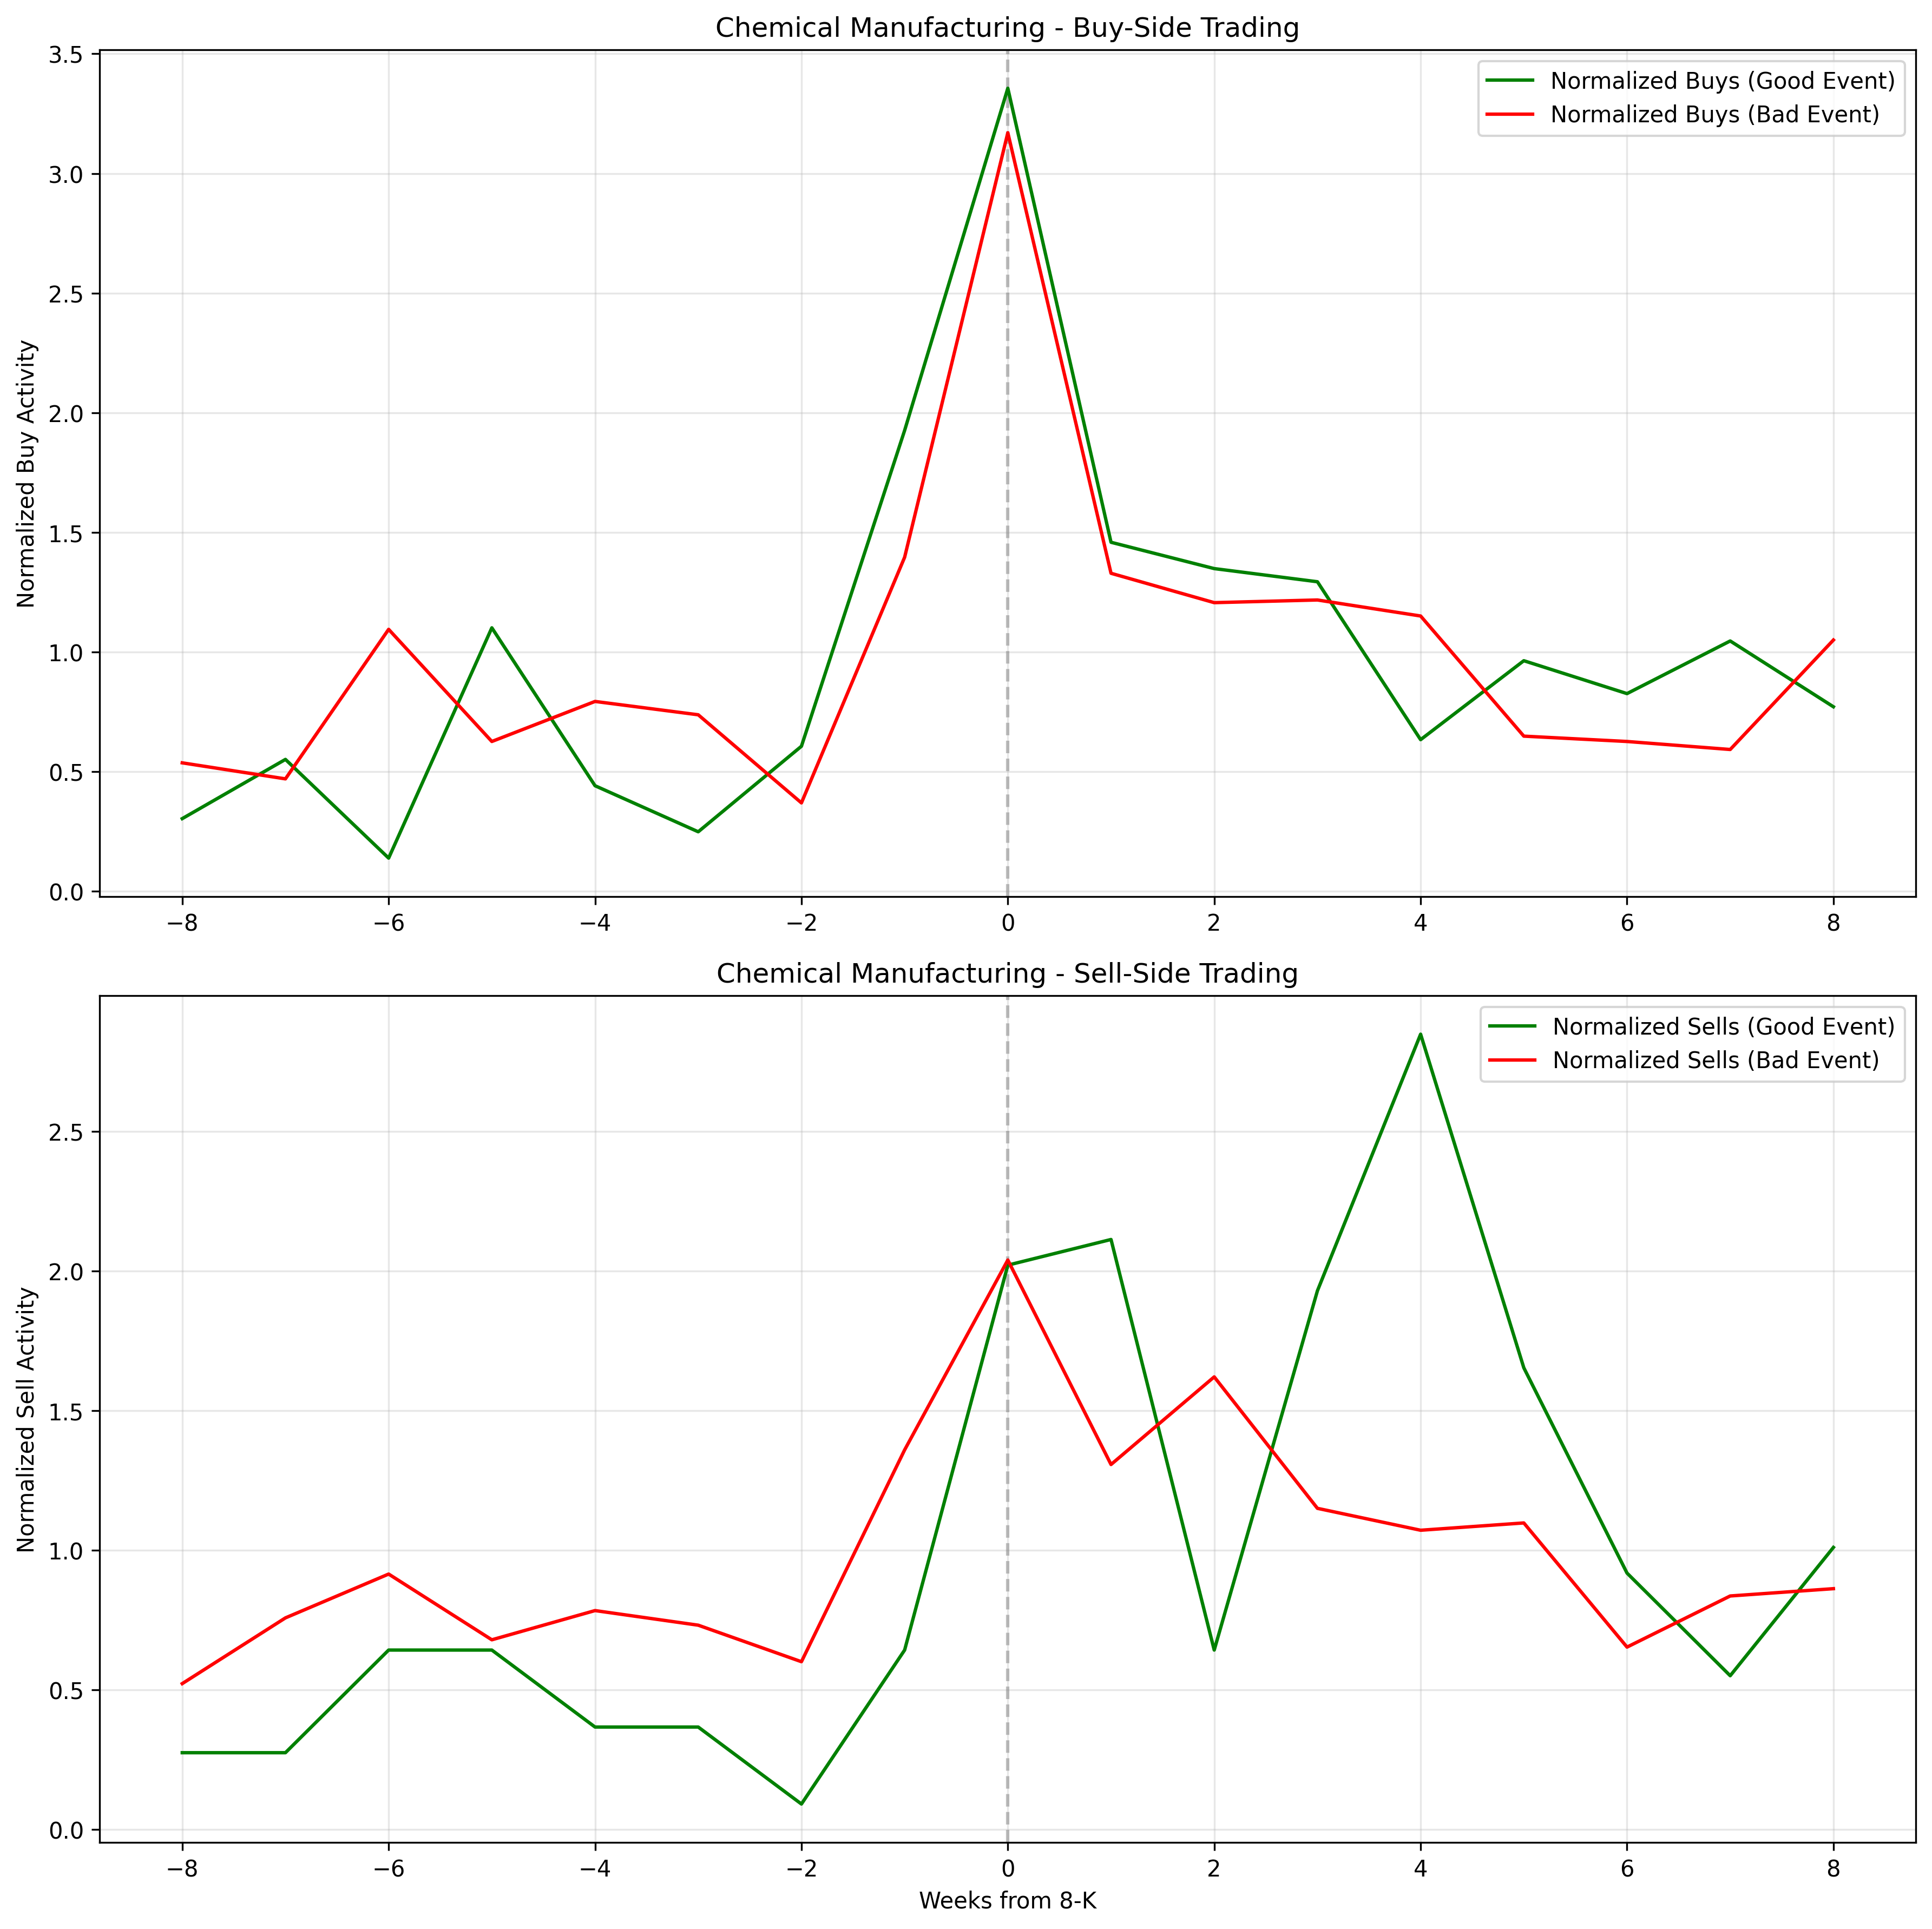 Chemical Manufacturing - Buy-Side Trading
Normalized Buy Activity
3.5
3.0
2.5
2.0
1.5
1.0
0.5
0.0
Normalized Buys (Good Event)
Normalized Buys (Bad Event)
−8 −6 −4 −2 0 2 4 6 8
Chemical Manufacturing - Sell-Side Trading
Normalized Sell Activity
2.5
2.0
1.5
1.0
0.5
0.0
Normalized Sells (Good Event)
Normalized Sells (Bad Event)
−8 −6 −4 −2 0 2 4 6 8
Weeks from 8-K